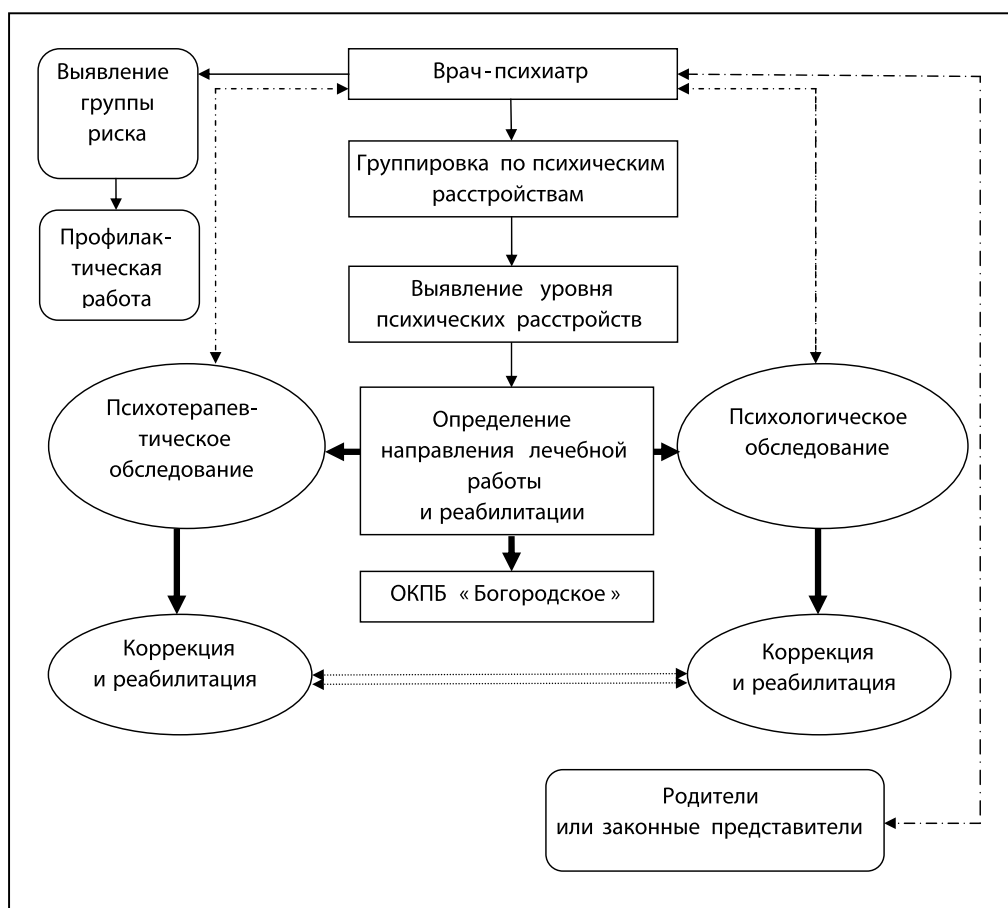 Выявление
группы
риска
Врач-психиатр
Группировка по психическим
расстройствам
Профилак-
тическая
работа
Выявление уровня
психических расстройств
Психотерапев-
тическое
обследование
Определение
направления лечебной
работы
и реабилитации
Психологическое
обследование
ОКПБ «Богородское»
Коррекция
и реабилитация
Коррекция
и реабилитация
Родители
или законные представители